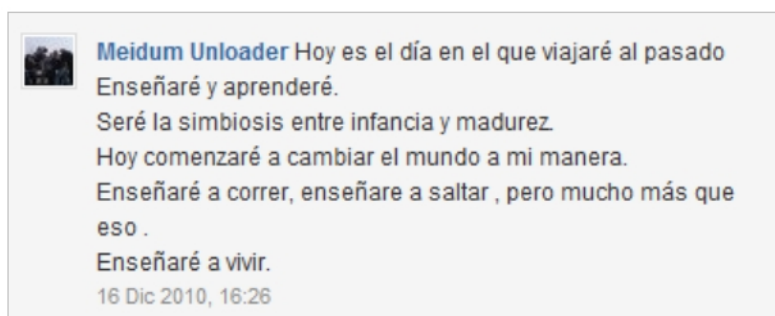 Meidum Unloader Hoy es el día en el que viajaré al pasado
Enseñaré y aprenderé.
Seré la simbiosis entre infancia y madurez.
Hoy comenzaré a cambiar el mundo a mi manera.
Enseñaré a correr, enseñare a saltar , pero mucho más que
eso .
Enseñaré a vivir.
16 Dic 2010, 16:26